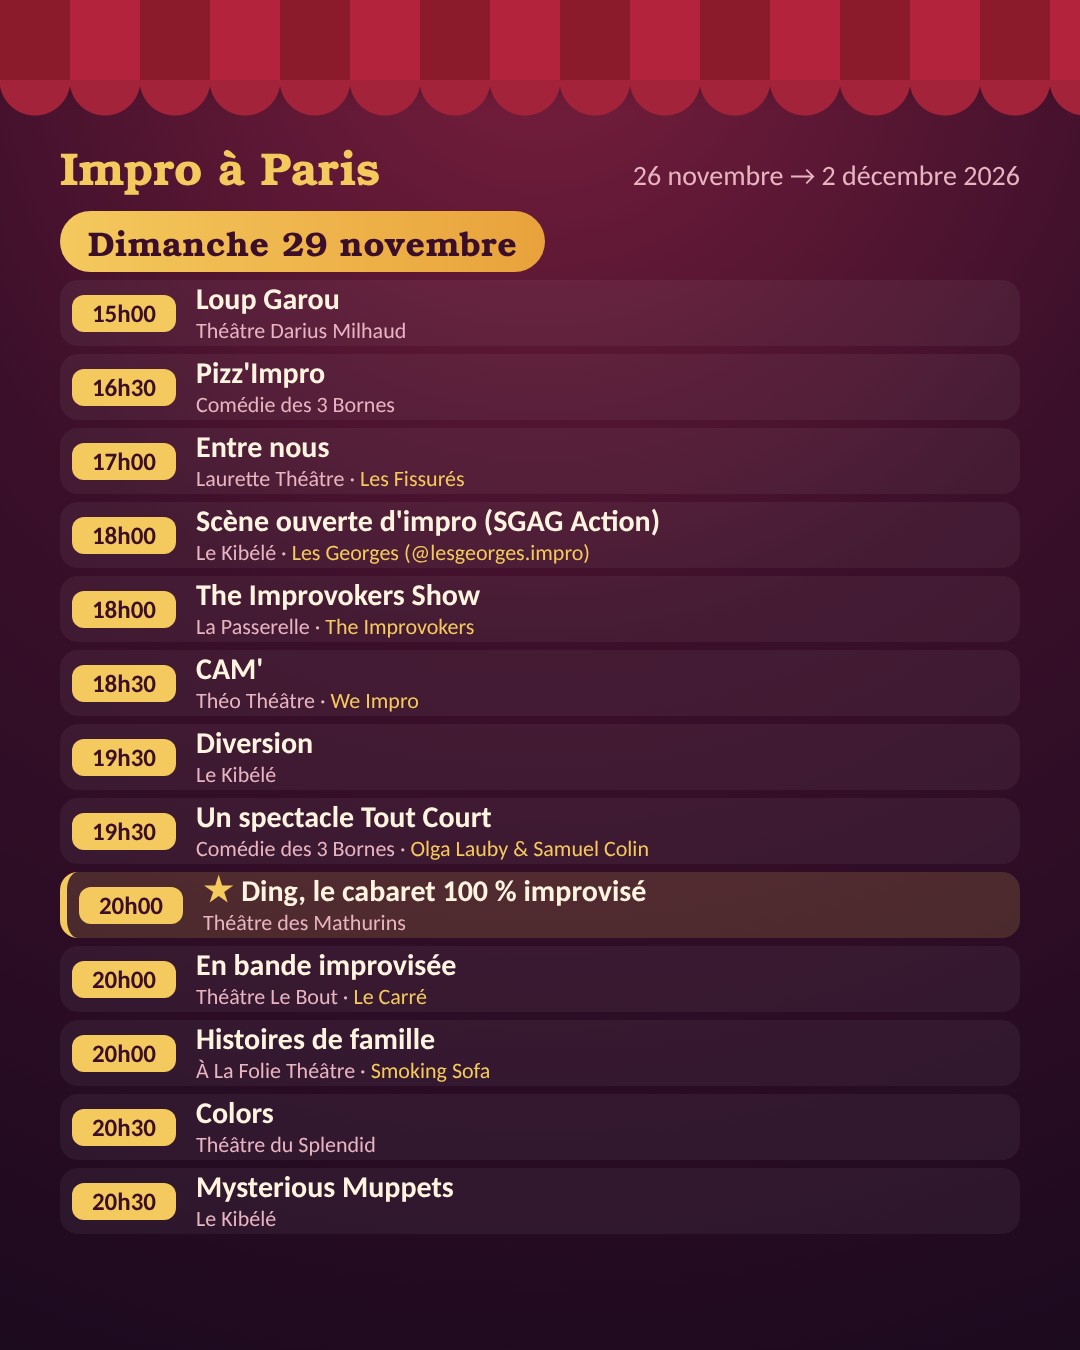 Impro à Paris
26 novembre → 2 décembre 2026
Dimanche 29 novembre
15h00
Loup Garou
Théâtre Darius Milhaud
16h30
Pizz'Impro
Comédie des 3 Bornes
17h00
Entre nous
Laurette Théâtre · Les Fissurés
18h00
Scène ouverte d'impro (SGAG Action)
Le Kibélé · Les Georges (@lesgeorges.impro)
18h00
The Improvokers Show
La Passerelle · The Improvokers
18h30
CAM'
Théo Théâtre · We Impro
19h30
Diversion
Le Kibélé
19h30
Un spectacle Tout Court
Comédie des 3 Bornes · Olga Lauby & Samuel Colin
20h00
★ Ding, le cabaret 100 % improvisé
Théâtre des Mathurins
20h00
En bande improvisée
Théâtre Le Bout · Le Carré
20h00
Histoires de famille
À La Folie Théâtre · Smoking Sofa
20h30
Colors
Théâtre du Splendid
20h30
Mysterious Muppets
Le Kibélé